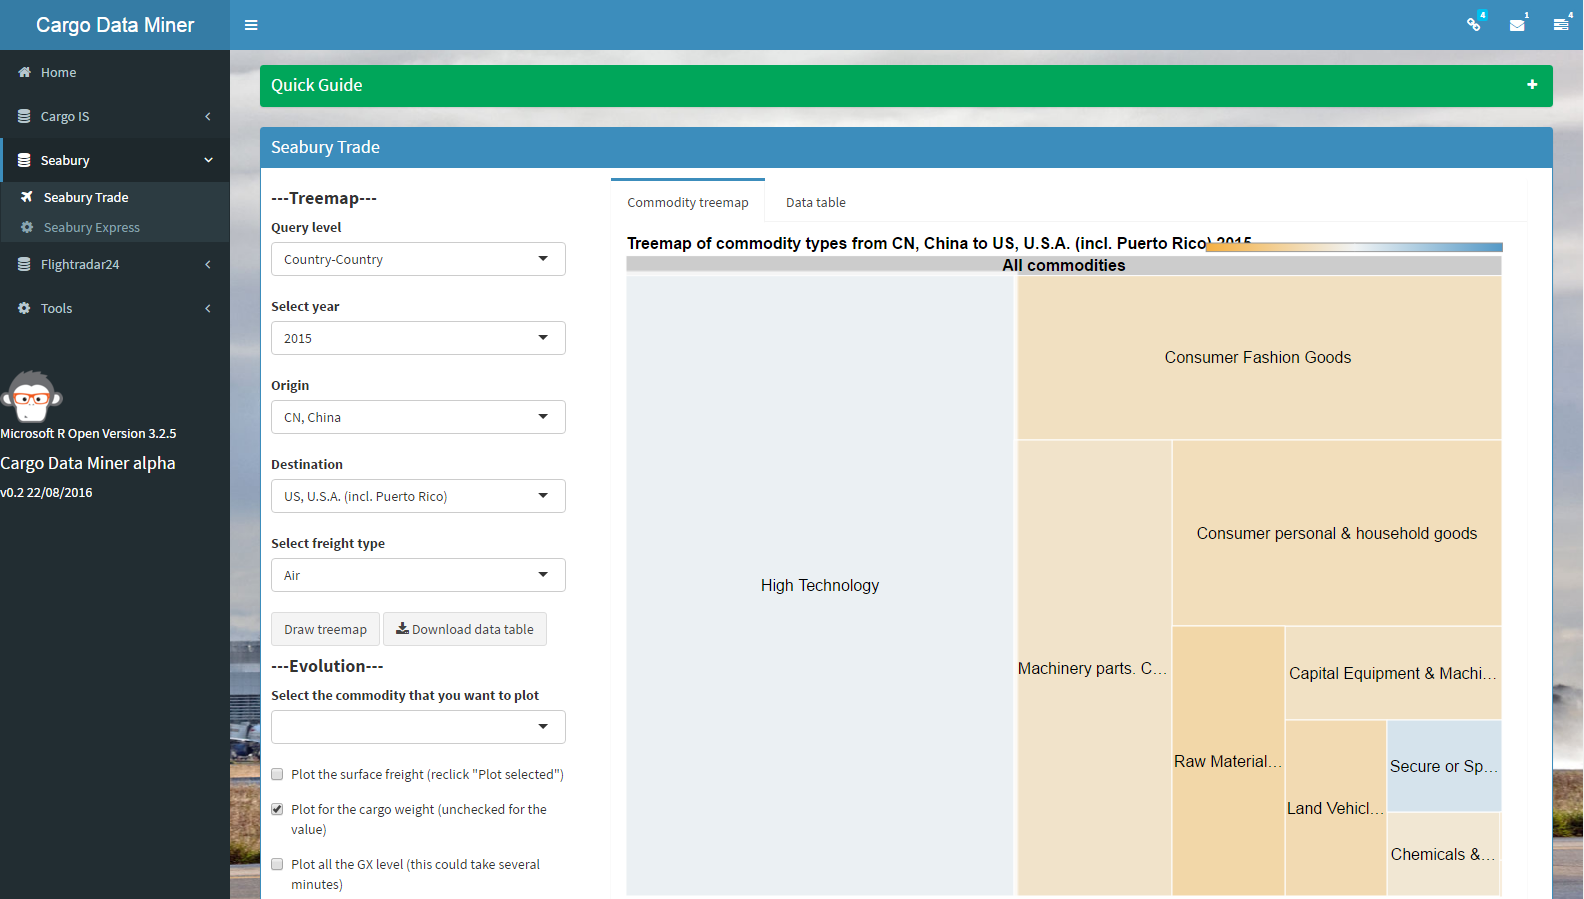 Cargo Data Miner
4
1
4
Home
Cargo IS
Seabury
Seabury Trade
Seabury Express
Flightradar24
Tools
Microsoft R Open Version 3.2.5
Cargo Data Miner alpha
v0.2 22/08/2016
Quick Guide
Seabury Trade
---Treemap---
Query level
Country-Country
Select year
2015
Origin
CN, China
Destination
US, U.S.A. (incl. Puerto Rico)
Select freight type
Air
Draw treemap
Download data table
---Evolution---
Select the commodity that you want to plot
Plot the surface freight (reclick "Plot selected")
Plot for the cargo weight (unchecked for the
value)
Plot all the GX level (this could take several
minutes)
Commodity treemap
Data table
Treemap of commodity types from CN, China to US, U.S.A. (incl. Puerto Rico) 2015
All commodities
High Technology
Consumer Fashion Goods
Machinery parts. C...
Consumer personal & household goods
Raw Material...
Capital Equipment & Machi...
Land Vehicl...
Secure or Sp...
Chemicals &...